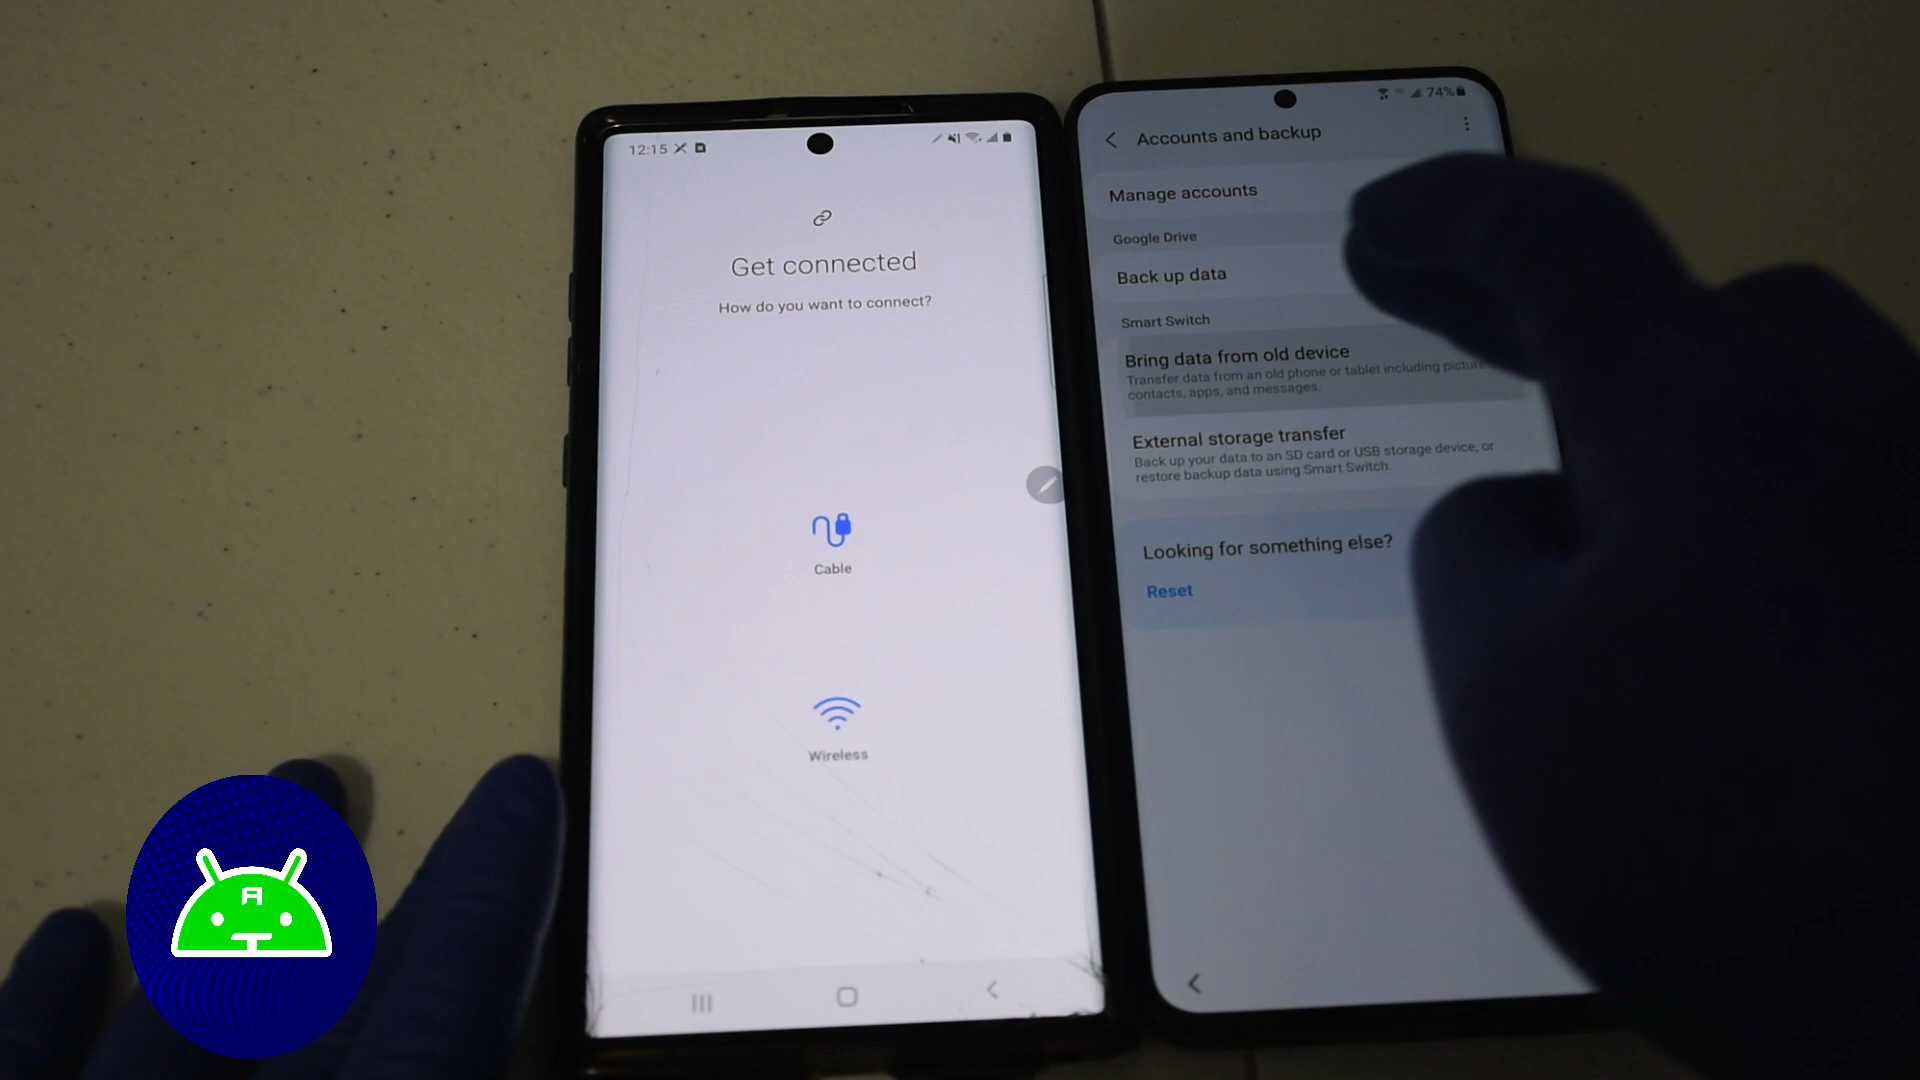 12:15
Get connected
How do you want to connect?
Cable
Wireless
74%
Accounts and backup
Manage accounts
Google Drive
Back up data
Smart Switch
Bring data from old device
Transfer data from an old phone or tablet including
contacts, apps, and messages.
External storage transfer
Back up your data to an SD card or USB storage device, or
restore backup data using Smart Switch.
Looking for something else?
Reset
A